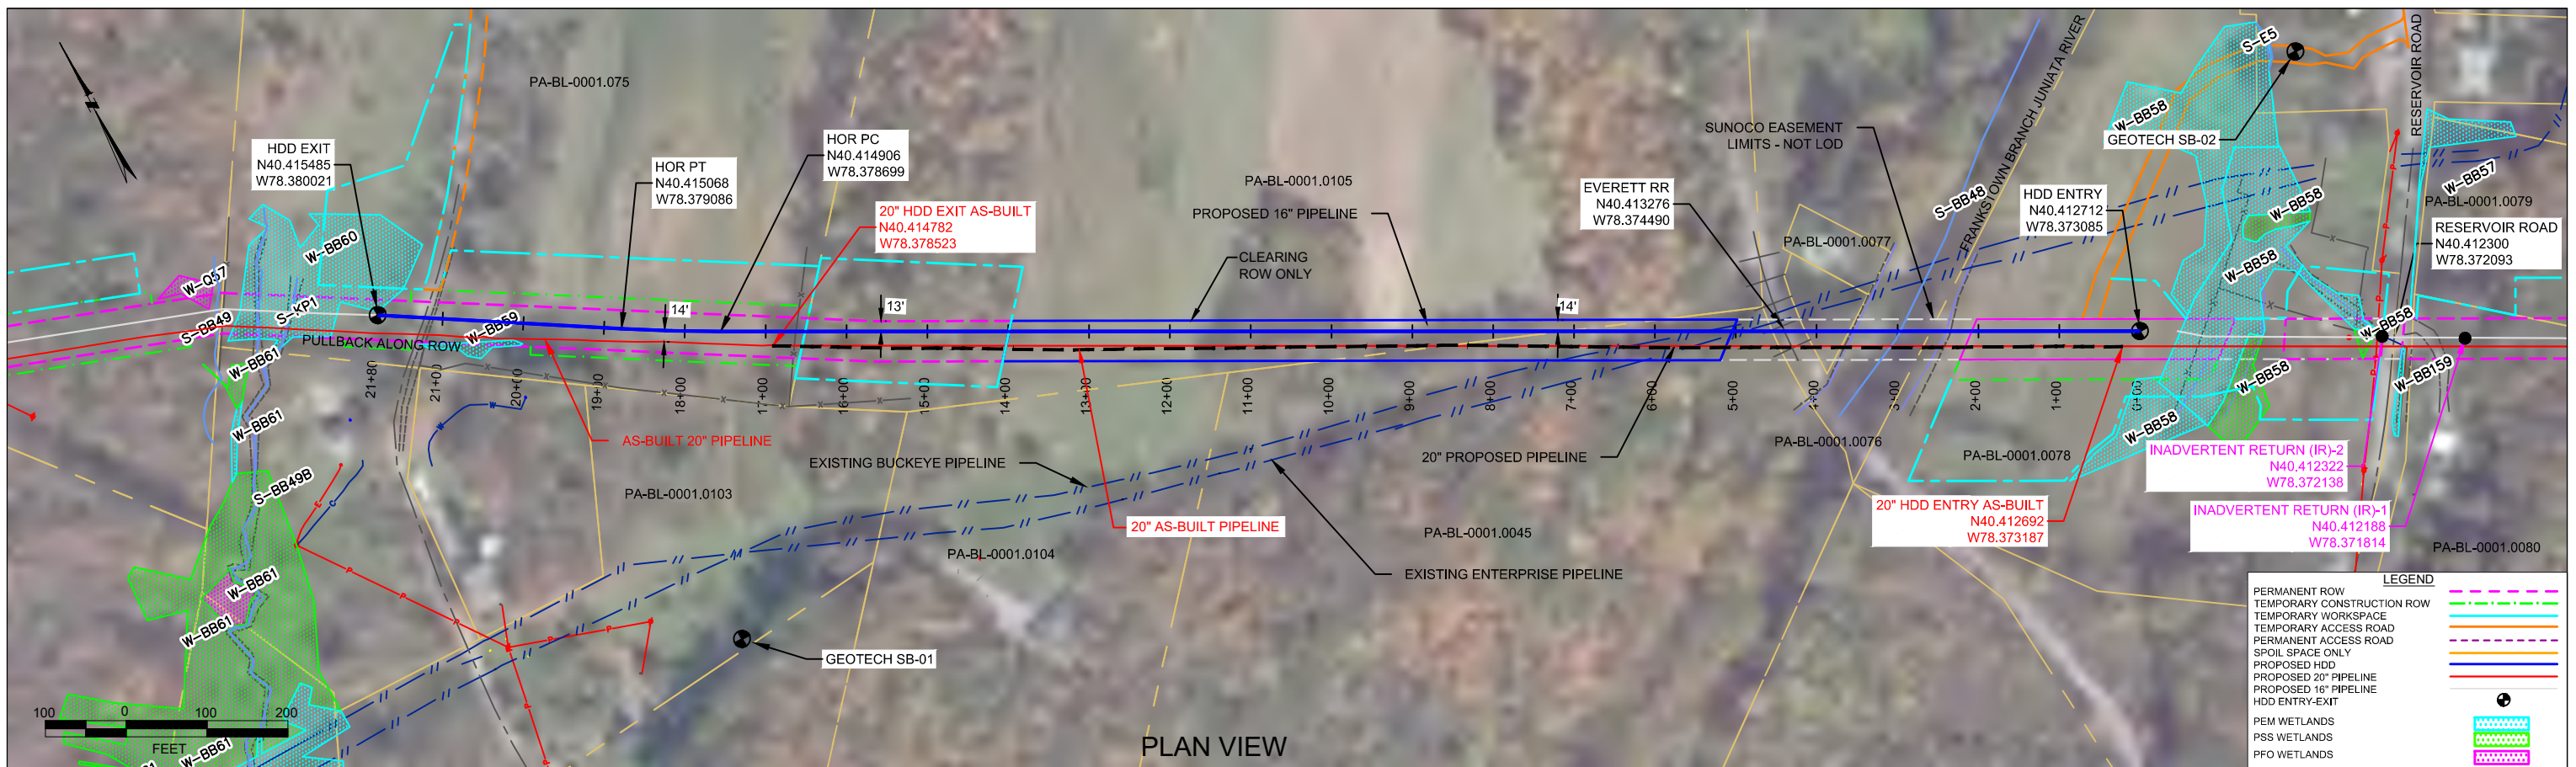 PA-BL-0001.075
HDD EXIT
N40.415485
W78.380021
HOR PT
N40.415068
W78.379086
HOR PC
N40.414906
W78.378699
20" HDD EXIT AS-BUILT
N40.414782
W78.378523
PA-BL-0001.0105
PROPOSED 16" PIPELINE
CLEARING
ROW ONLY
EVERETT RR
N40.413276
W78.374490
SUNOCO EASEMENT
LIMITS - NOT LOD
S-BB48
FRANKSTOWN BRANCH JUNIATA RIVER
PA-BL-0001.0077
HDD ENTRY
N40.412712
W78.373085
S-E5
W-BB58
GEOTECH SB-02
RESERVOIR ROAD
W-BB57
PA-BL-0001.0079
RESERVOIR ROAD
N40.412300
W78.372093
W-BB58
W-BB58
W-BB58
W-BB159
W-BB58
W-BB58
W-Q57
W-BB60
S-KP1
S-BB49
W-BB61
PULLBACK ALONG ROW
W-BB59
14'
13'
14'
21+80
21+00
20+00
19+00
18+00
17+00
16+00
15+00
14+00
13+00
12+00
11+00
10+00
9+00
8+00
7+00
6+00
5+00
4+00
3+00
2+00
1+00
0+00
W-BB61
S-BB49B
W-BB61
W-BB61
W-BB61
AS-BUILT 20" PIPELINE
EXISTING BUCKEYE PIPELINE
PA-BL-0001.0103
20" AS-BUILT PIPELINE
PA-BL-0001.0104
20" PROPOSED PIPELINE
PA-BL-0001.0045
EXISTING ENTERPRISE PIPELINE
PA-BL-0001.0076
PA-BL-0001.0078
20" HDD ENTRY AS-BUILT
N40.412692
W78.373187
INADVERTENT RETURN (IR)-2
N40.412322
W78.372138
INADVERTENT RETURN (IR)-1
N40.412188
W78.371814
PA-BL-0001.0080
GEOTECH SB-01
100 0 100 200
FEET
PLAN VIEW
LEGEND
PERMANENT ROW
TEMPORARY CONSTRUCTION ROW
TEMPORARY WORKSPACE
TEMPORARY ACCESS ROAD
PERMANENT ACCESS ROAD
SPOIL SPACE ONLY
PROPOSED HDD
PROPOSED 20" PIPELINE
PROPOSED 16" PIPELINE
HDD ENTRY-EXIT
PEM WETLANDS
PSS WETLANDS
PFO WETLANDS